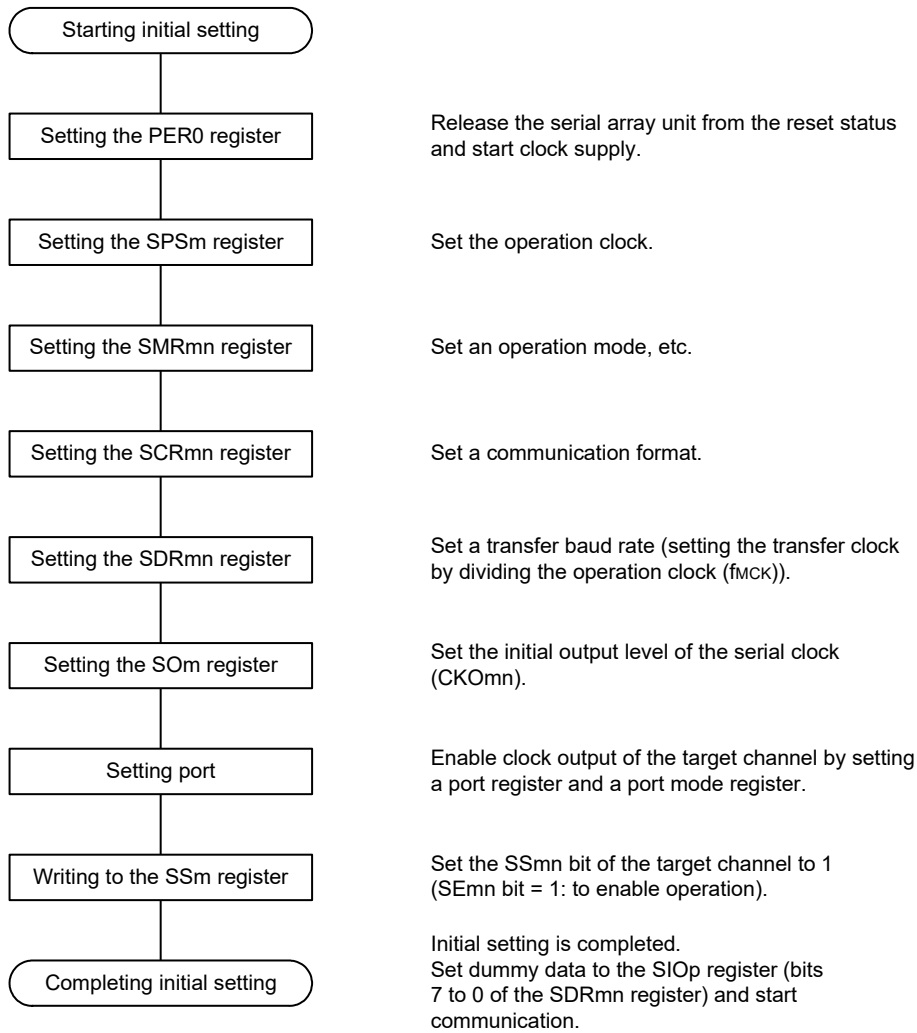 Starting initial setting
Setting the PER0 register
Release the serial array unit from the reset status
and start clock supply.
Setting the SPSm register
Set the operation clock.
Setting the SMRmn register
Set an operation mode, etc.
Setting the SCRmn register
Set a communication format.
Setting the SDRmn register
Set a transfer baud rate (setting the transfer clock
by dividing the operation clock (fMCK)).
Setting the SOm register
Set the initial output level of the serial clock
(CKOmn).
Setting port
Enable clock output of the target channel by setting
a port register and a port mode register.
Writing to the SSm register
Set the SSmn bit of the target channel to 1
(SEmn bit = 1: to enable operation).
Completing initial setting
Initial setting is completed.
Set dummy data to the SIOp register (bits
7 to 0 of the SDRmn register) and start
communication.